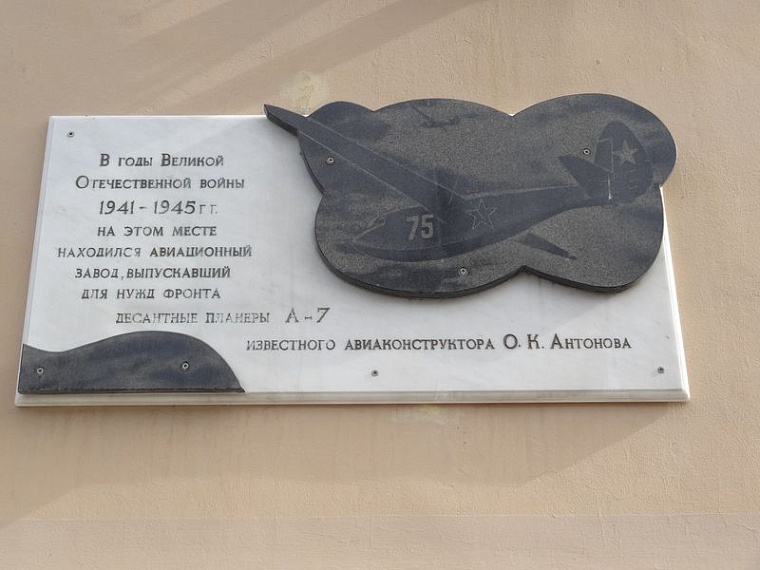 В годы Великой
Отечественной войны
1941-1945 г г.
на этом месте
находился авиационный
завод, выпускавший
для нужд фронта
десантные планеры А-7
известного авиаконструктора О. К. Антонова
75